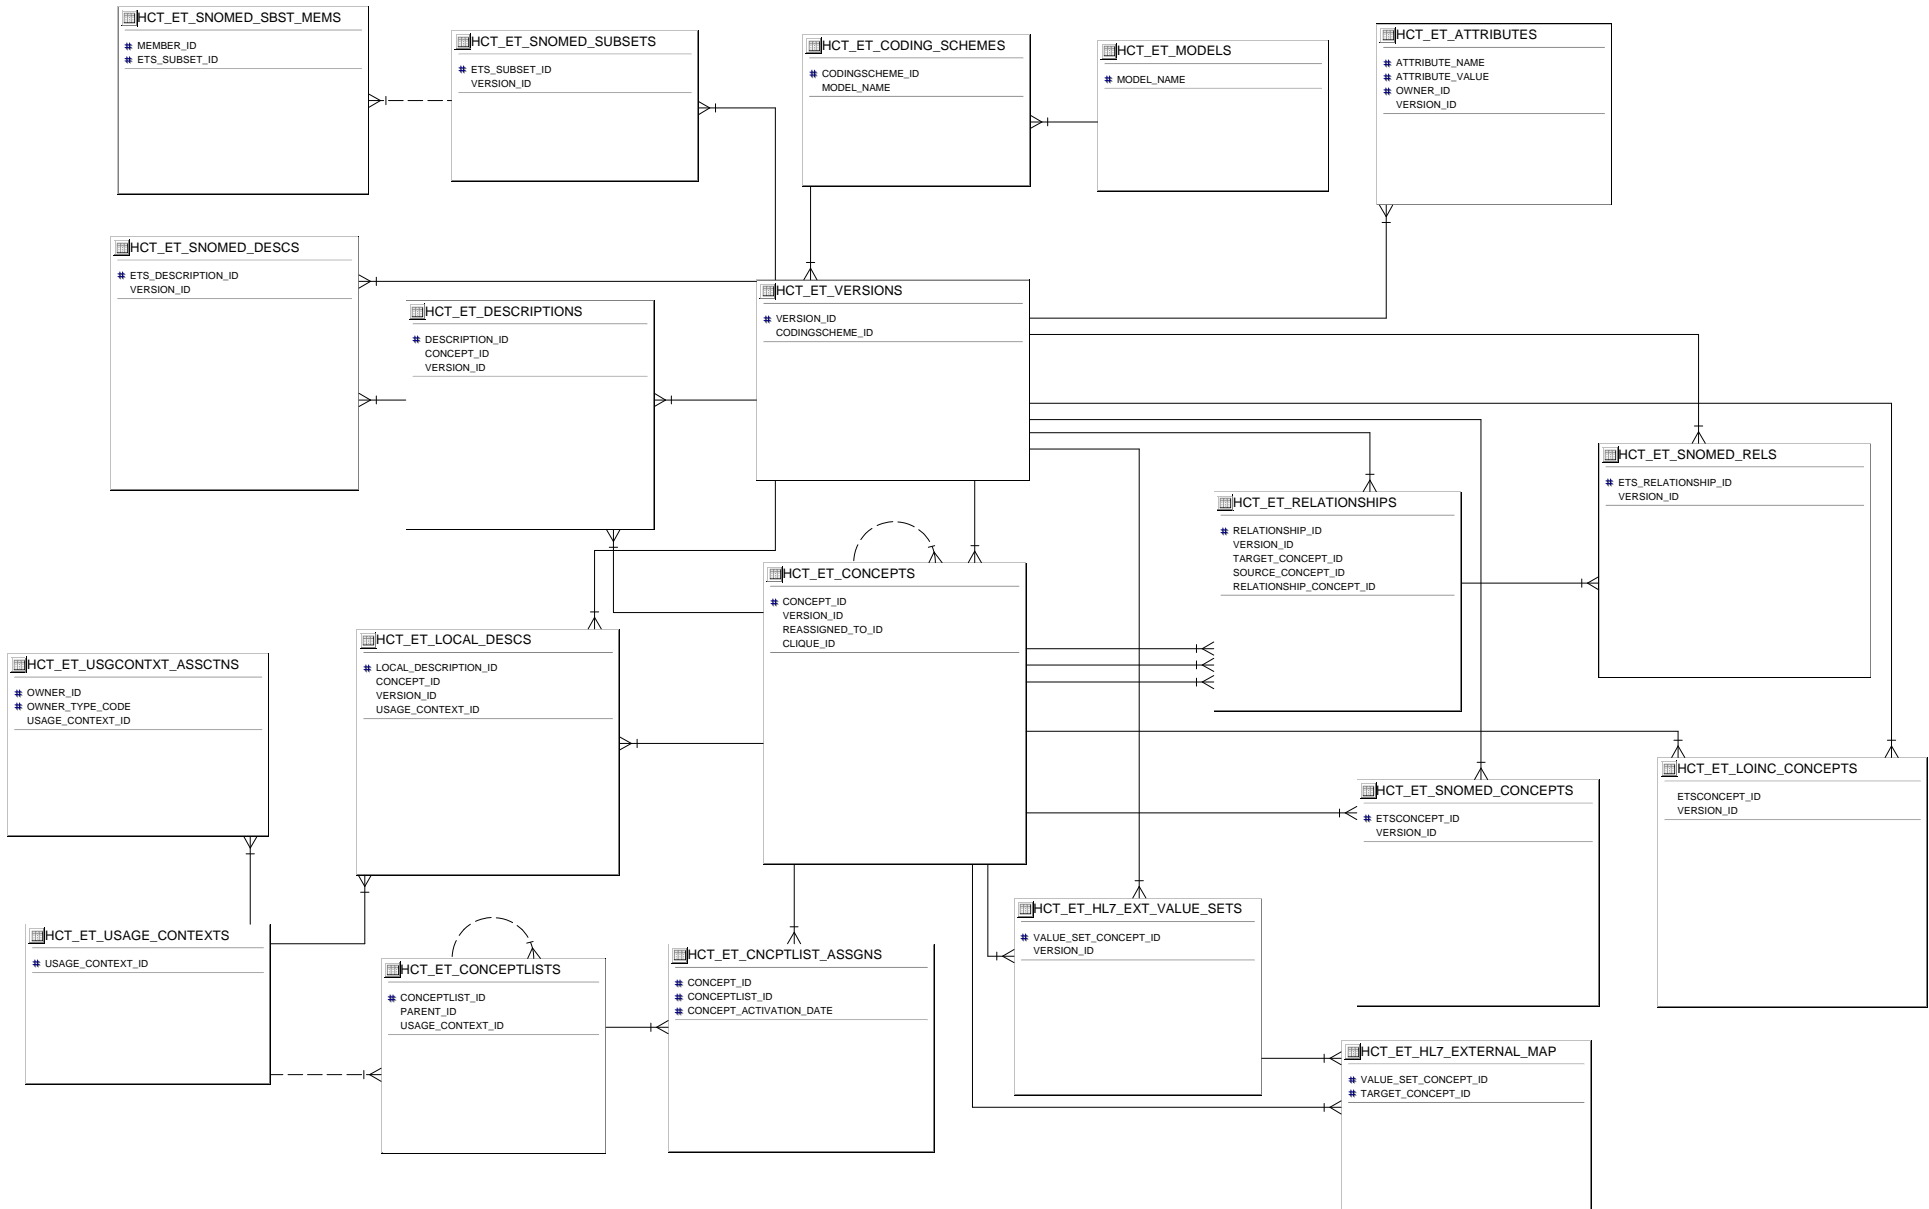 HCT_ET_SNOMED_SBST_MEMS
# MEMBER_ID
# ETS_SUBSET_ID
HCT_ET_SNOMED_SUBSETS
# ETS_SUBSET_ID
VERSION_ID
HCT_ET_CODING_SCHEMES
# CODINGSCHEME_ID
MODEL_NAME
HCT_ET_MODELS
# MODEL_NAME
HCT_ET_ATTRIBUTES
# ATTRIBUTE_NAME
# ATTRIBUTE_VALUE
# OWNER_ID
VERSION_ID
HCT_ET_SNOMED_DESCS
# ETS_DESCRIPTION_ID
VERSION_ID
HCT_ET_DESCRIPTIONS
# DESCRIPTION_ID
CONCEPT_ID
VERSION_ID
HCT_ET_VERSIONS
# VERSION_ID
CODINGSCHEME_ID
HCT_ET_SNOMED_RELS
# ETS_RELATIONSHIP_ID
VERSION_ID
HCT_ET_RELATIONSHIPS
# RELATIONSHIP_ID
VERSION_ID
TARGET_CONCEPT_ID
SOURCE_CONCEPT_ID
RELATIONSHIP_CONCEPT_ID
HCT_ET_CONCEPTS
# CONCEPT_ID
VERSION_ID
REASSIGNED_TO_ID
CLIQUE_ID
HCT_ET_LOCAL_DESCS
# LOCAL_DESCRIPTION_ID
CONCEPT_ID
VERSION_ID
USAGE_CONTEXT_ID
HCT_ET_USGCONTXT_ASSCTNS
# OWNER_ID
# OWNER_TYPE_CODE
USAGE_CONTEXT_ID
HCT_ET_LOINC_CONCEPTS
ETSCONCEPT_ID
VERSION_ID
HCT_ET_SNOMED_CONCEPTS
# ETSCONCEPT_ID
VERSION_ID
HCT_ET_HL7_EXT_VALUE_SETS
# VALUE_SET_CONCEPT_ID
VERSION_ID
HCT_ET_USAGE_CONTEXTS
# USAGE_CONTEXT_ID
HCT_ET_CONCEPTLISTS
# CONCEPTLIST_ID
PARENT_ID
USAGE_CONTEXT_ID
HCT_ET_CNCPTLIST_ASSGNS
# CONCEPT_ID
# CONCEPTLIST_ID
# CONCEPT_ACTIVATION_DATE
HCT_ET_HL7_EXTERNAL_MAP
# VALUE_SET_CONCEPT_ID
# TARGET_CONCEPT_ID